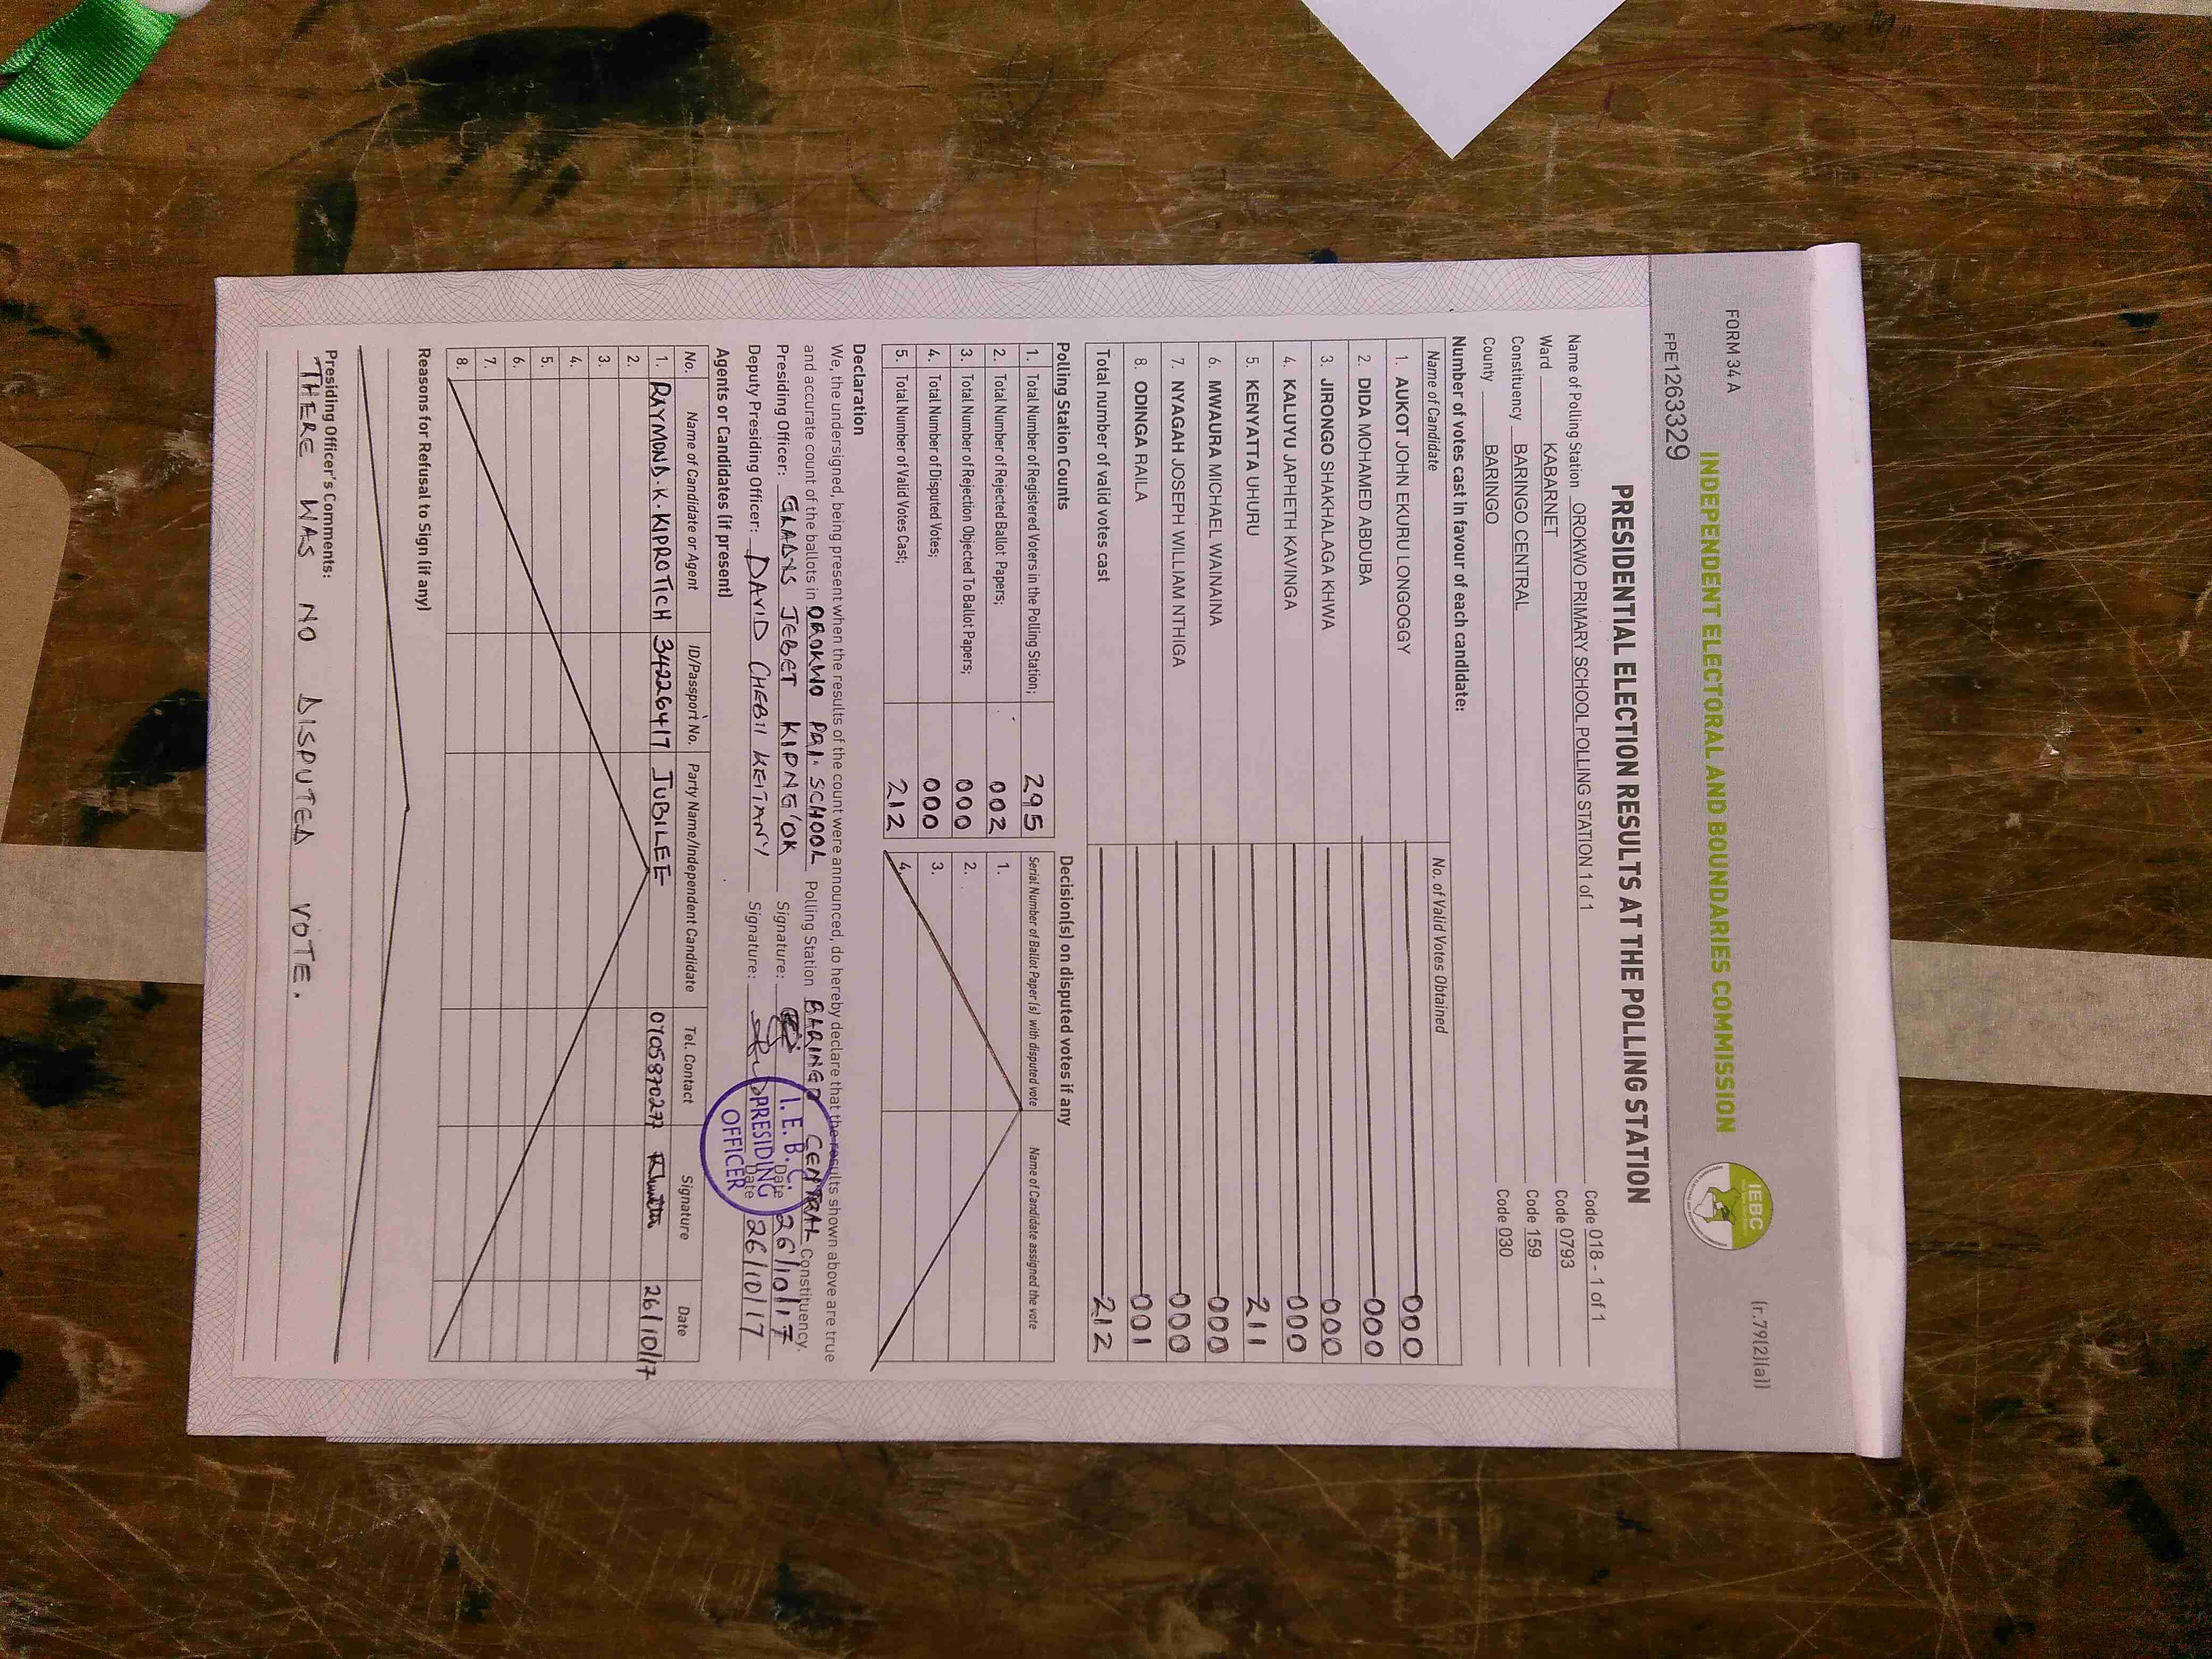 FORM 34 A
(r.79(2)(a))
INDEPENDENT ELECTORAL AND BOUNDARIES COMMISSION
IEBC
FPE1263329
PRESIDENTIAL ELECTION RESULTS AT THE POLLING STATION
Name of Polling Station OROKWO PRIMARY SCHOOL POLLING STATION 1 of 1 Code 018 - 1 of 1
Ward KABARNET Code 0793
Constituency BARINGO CENTRAL Code 159
County BARINGO Code 030
Number of votes cast in favour of each candidate:
Name of Candidate No. of Valid Votes Obtained
1. AUKOT JOHN EKURU LONGOGGY 000
2. DIDA MOHAMED ABDUBA 000
3. JIRONGO SHAKHALAGA KHWA 000
4. KALUYU JAPHETH KAVINGA 000
5. KENYATTA UHURU 211
6. MWAURA MICHAEL WAINAINA 000
7. NYAGAH JOSEPH WILLIAM NTHIGA 000
8. ODINGA RAILA 001
Total number of valid votes cast 212
Polling Station Counts
1. Total Number of Registered Voters in the Polling Station; 295
2. Total Number of Rejected Ballot Papers; 002
3. Total Number of Rejection Objected To Ballot Papers; 000
4. Total Number of Disputed Votes; 000
5. Total Number of Valid Votes Cast; 212
Decision(s) on disputed votes if any
Serial Number of Ballot Paper(s) with disputed vote Name of Candidate assigned the vote
1.
2.
3.
4.
Declaration
We, the undersigned, being present when the results of the count were announced, do hereby declare that the results shown above are true
and accurate count of the ballots in OROKWO PRI. SCHOOL Polling Station BARINGO CENTRAL Constituency.
Presiding Officer: GLADYS JEBET KIPNG'OK Signature: Date 26/10/17
Deputy Presiding Officer: DAVID CHEBII KEITANY Signature: Date 26/10/17
I.E.B.C.
PRESIDING
OFFICER
Agents or Candidates (if present)
No. Name of Candidate or Agent ID/Passport No. Party Name/Independent Candidate Tel. Contact Signature Date
1. RAYMOND.K.KIPROTICH 34226417 JUBILEE 0705870277 26/10/17
2.
3.
4.
5.
6.
7.
8.
Reasons for Refusal to Sign (if any)
Presiding Officer's Comments:
THERE WAS NO DISPUTED VOTE.